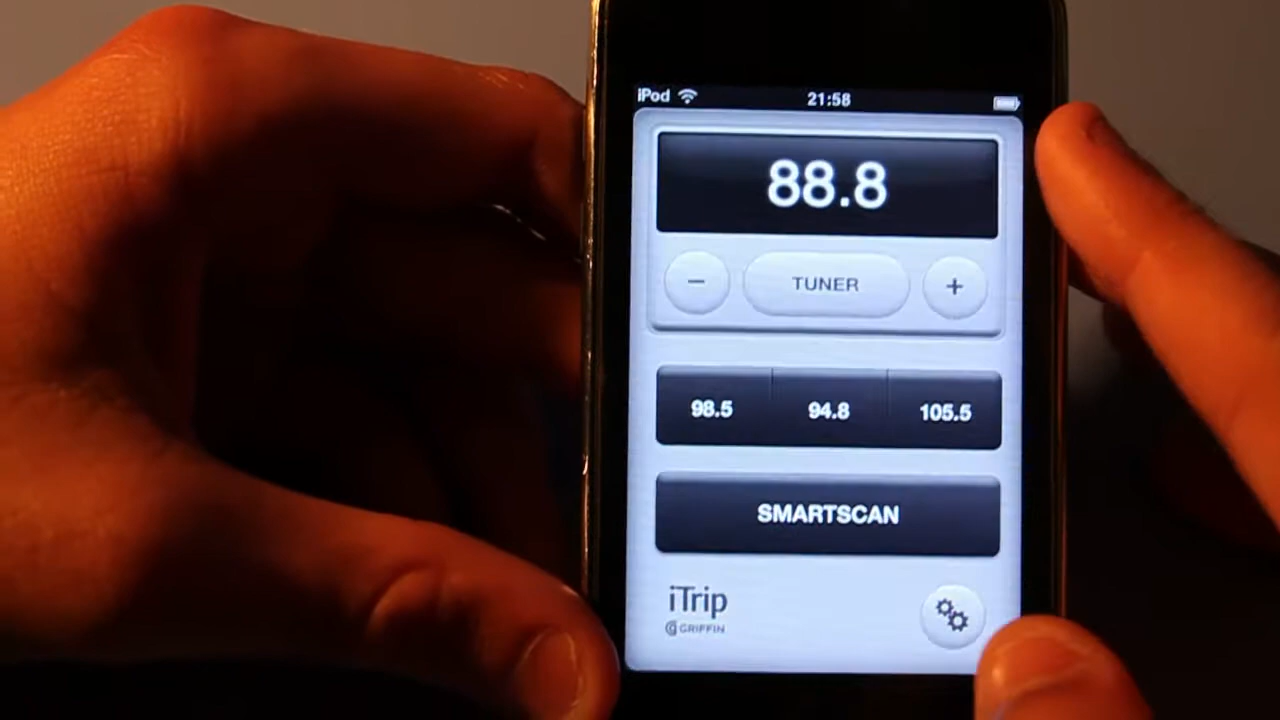 iPod 21:58
88.8
− TUNER +
98.5 94.8 105.5
SMARTSCAN
iTrip
GRIFFIN